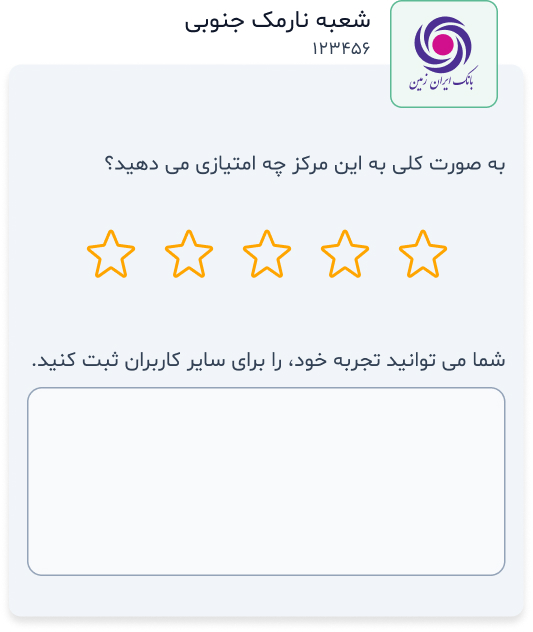 شعبه نارمک جنوبی
۱۲۳۴۵۶
بانک ایران زمین
به صورت کلی به این مرکز چه امتیازی می دهید؟
شما می توانید تجربه خود، را برای سایر کاربران ثبت کنید.